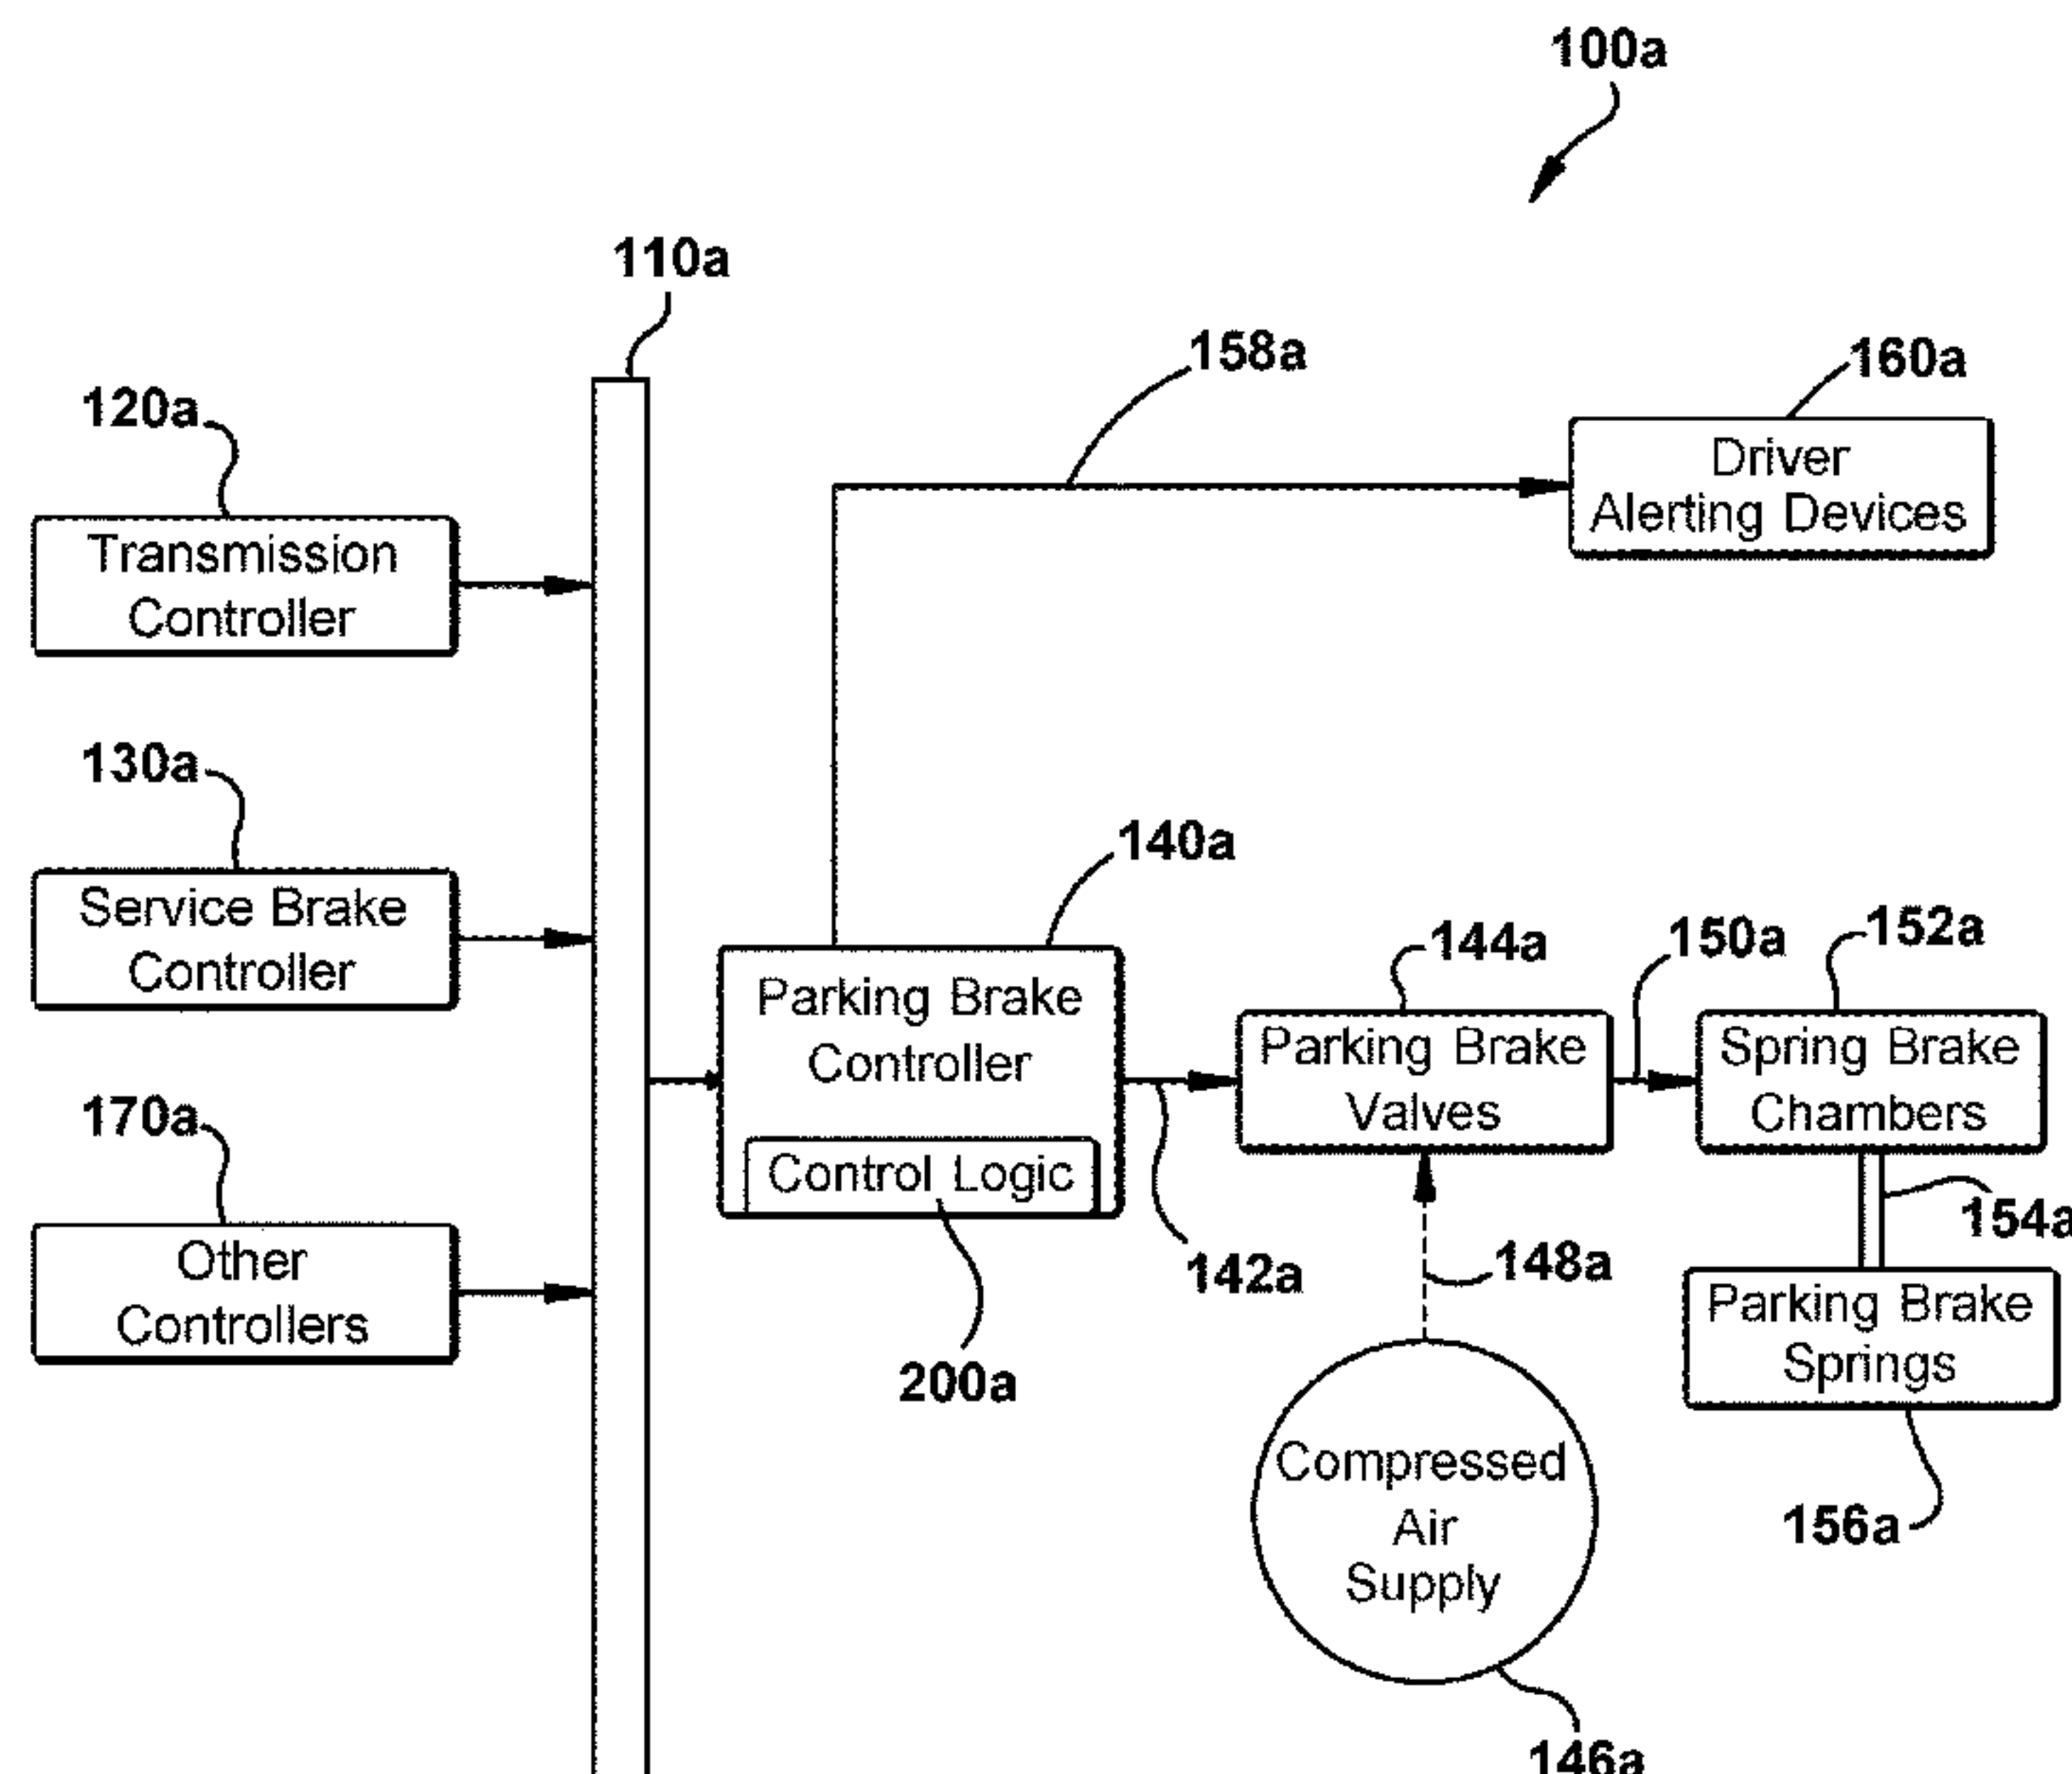 100a
110a
158a
160a
Driver
Alerting Devices
120a
Transmission
Controller
130a
Service Brake
Controller
140a
Parking Brake
Controller
Control Logic
200a
142a
144a
Parking Brake
Valves
150a
152a
Spring Brake
Chambers
154a
170a
Other
Controllers
148a
Parking Brake
Springs
156a
Compressed
Air
Supply
146a